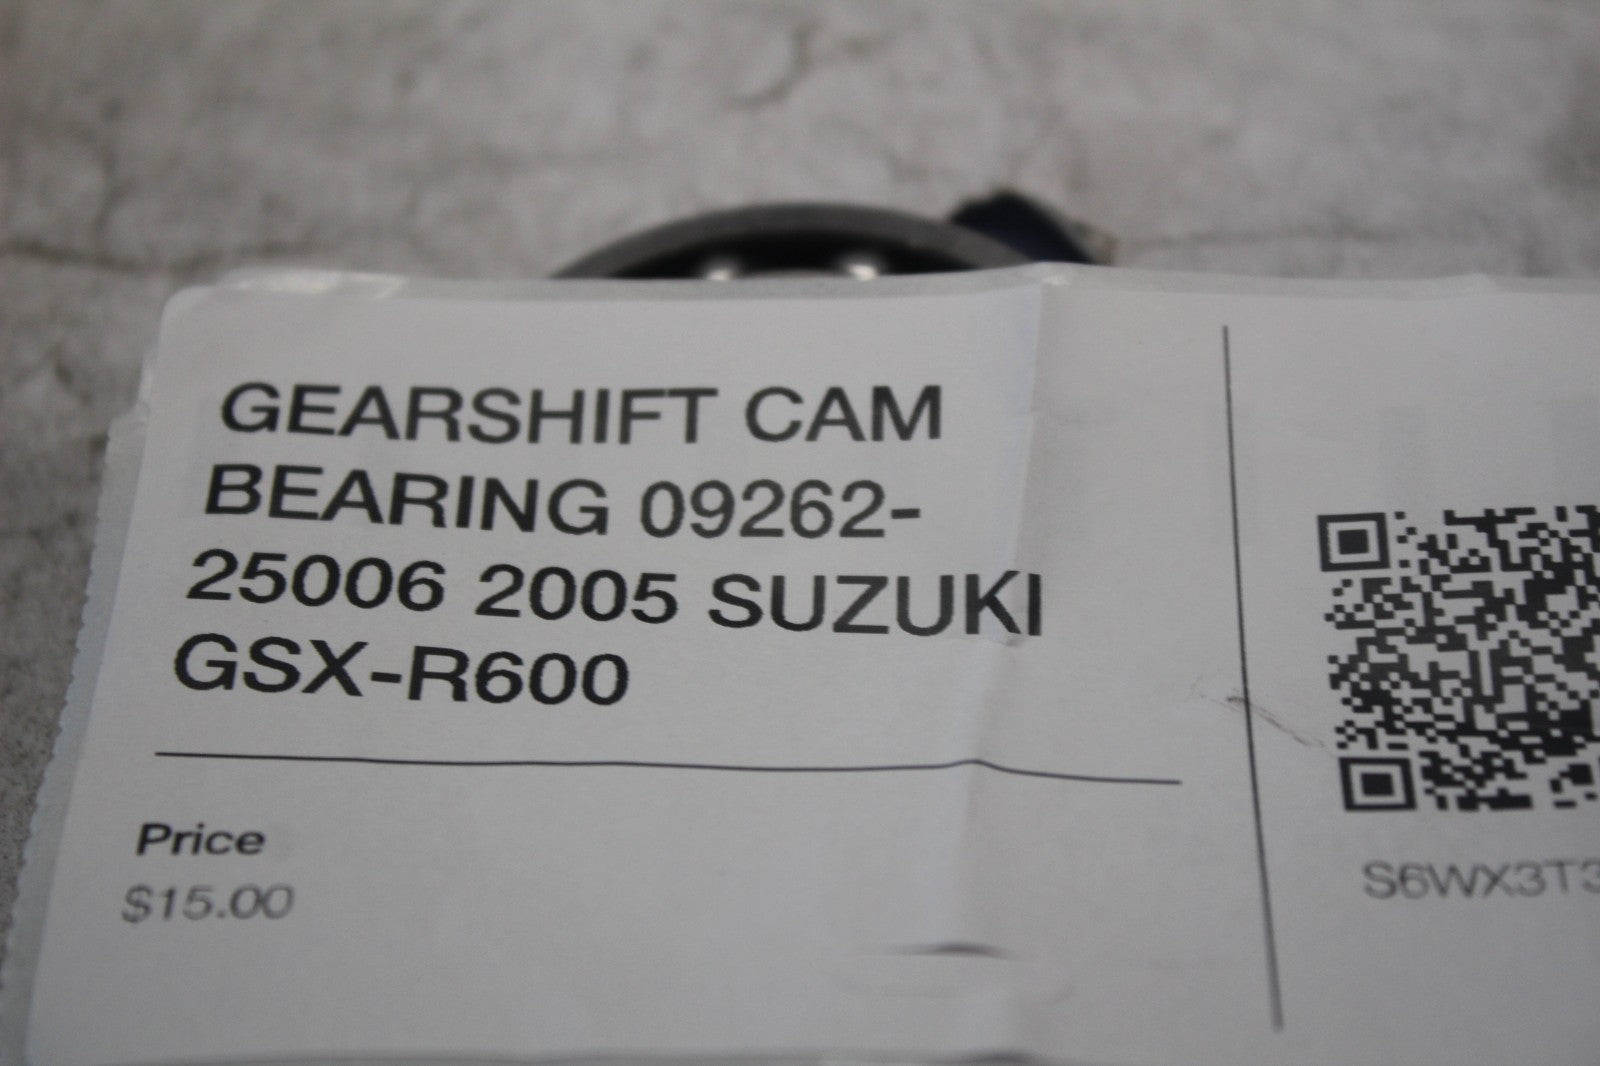 GEARSHIFT CAM
BEARING 09262-
25006 2005 SUZUKI
GSX-R600
Price
$15.00
S6WX3T3